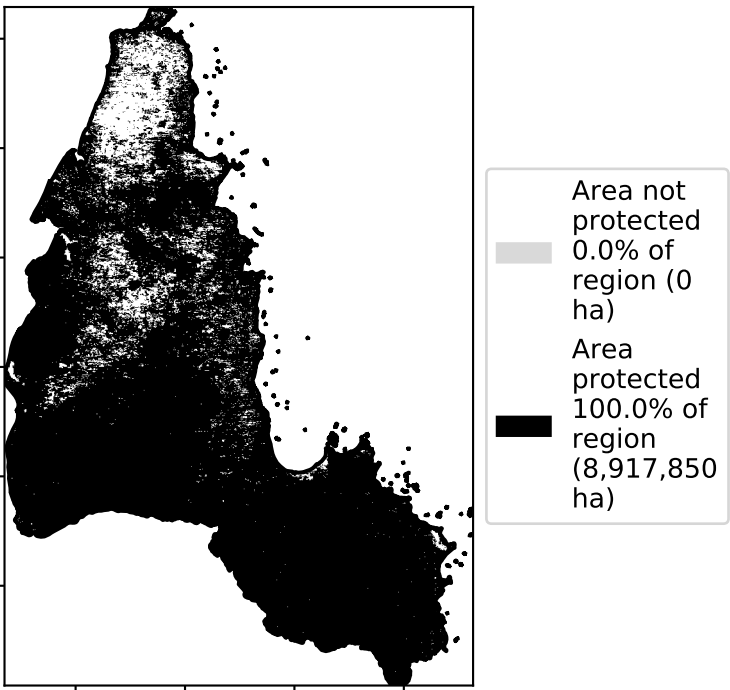 Area not
protected
0.0% of
region (0
ha)
Area
protected
100.0% of
region
(8,917,850
ha)